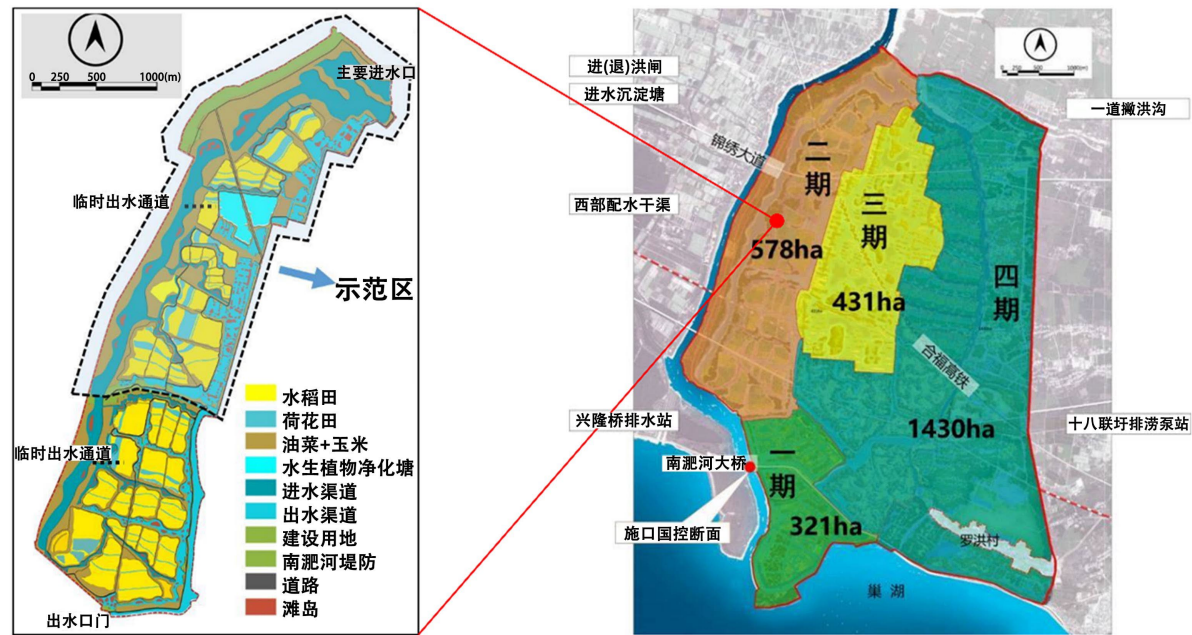 0 250 500 1000(m)
主要进水口
临时出水通道
示范区
临时出水通道
出水口门
水稻田
荷花田
油菜+玉米
水生植物净化塘
进水渠道
出水渠道
建设用地
南淝河堤防
道路
滩岛
进(退)洪闸
进水沉淀塘
西部配水干渠
兴隆桥排水站
南淝河大桥
施口国控断面
0 250 500 1000(m)
一道撇洪沟
十八联圩排涝泵站
锦绣大道
二期
578ha
三期
431ha
四期
合福高铁
1430ha
一期
321ha
罗洪村
巢 湖